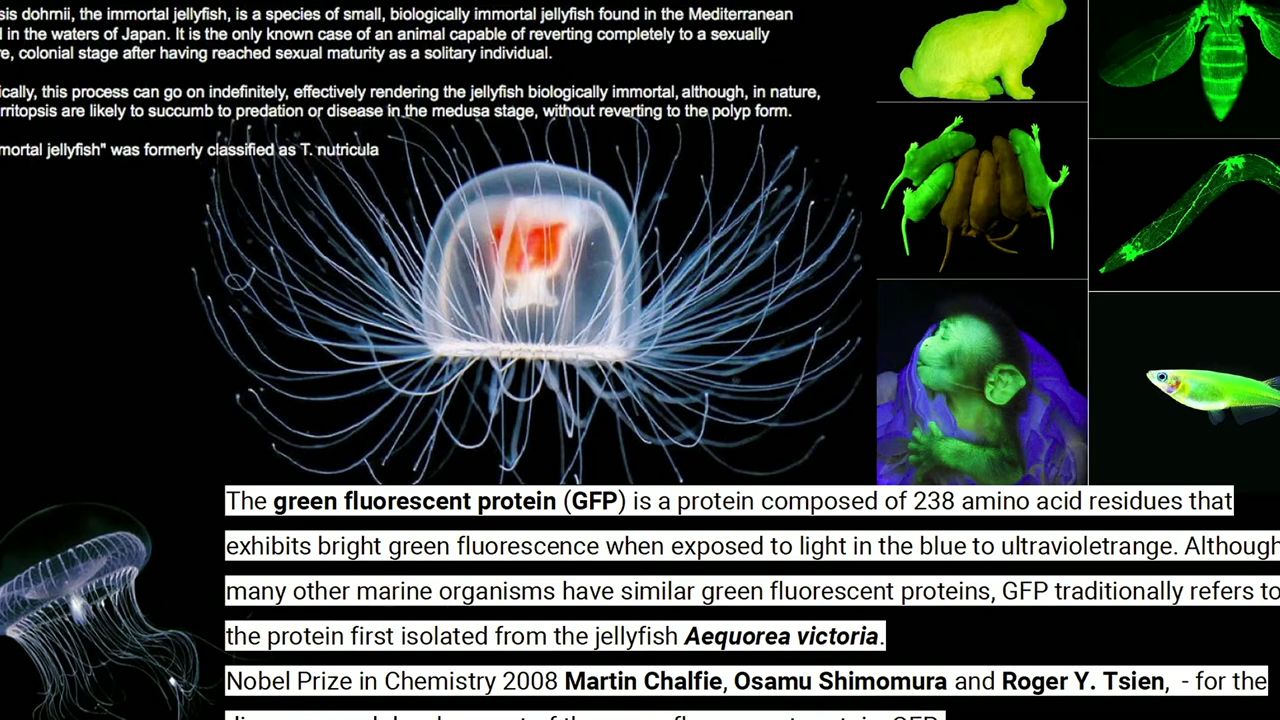 dohrnii, the immortal jellyfish, is a species of small, biologically immortal jellyfish found in the Mediterranean
in the waters of Japan. It is the only known case of an animal capable of reverting completely to a sexually
colonial stage after having reached sexual maturity as a solitary individual.
this process can go on indefinitely, effectively rendering the jellyfish biologically immortal, although, in nature,
are likely to succumb to predation or disease in the medusa stage, without reverting to the polyp form.
jellyfish" was formerly classified as T. nutricula
The green fluorescent protein (GFP) is a protein composed of 238 amino acid residues that
exhibits bright green fluorescence when exposed to light in the blue to ultravioletrange. Although
many other marine organisms have similar green fluorescent proteins, GFP traditionally refers to
the protein first isolated from the jellyfish Aequorea victoria.
Nobel Prize in Chemistry 2008 Martin Chalfie, Osamu Shimomura and Roger Y. Tsien, - for the